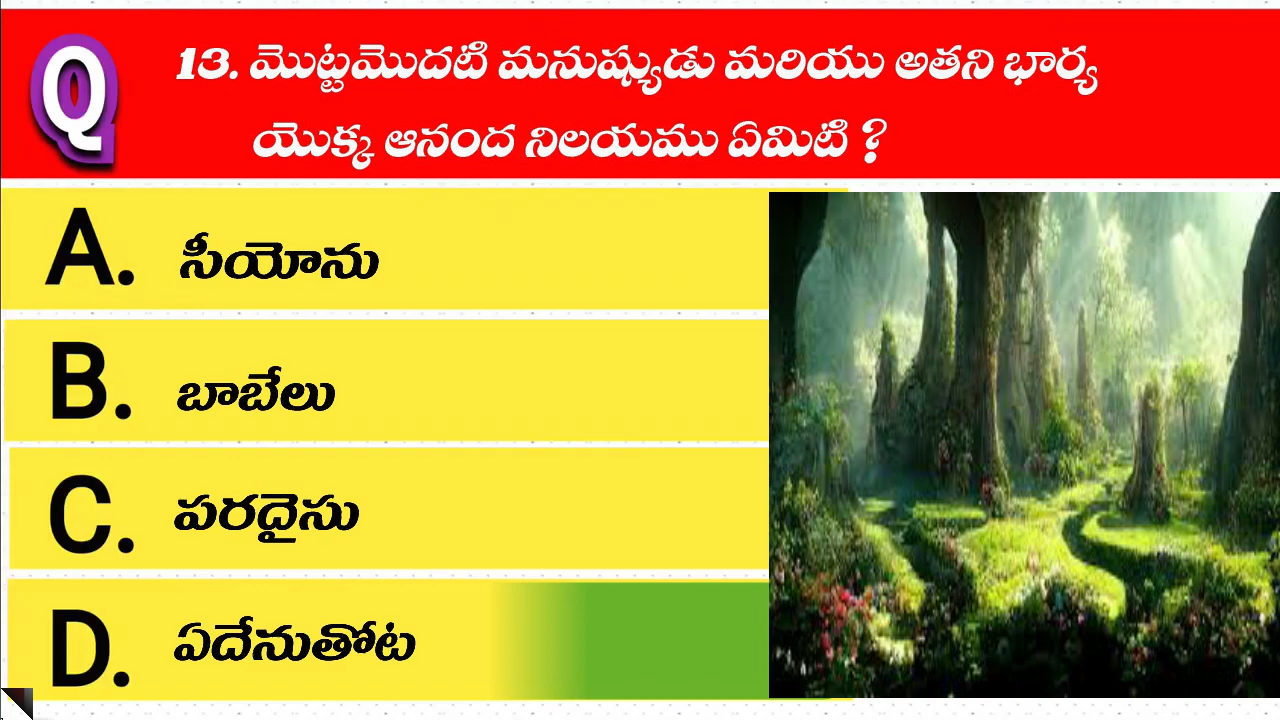 Q
13. మొట్టమొదటి మనుష్యుడు మరియు అతని భార్య
యొక్క ఆనంద నిలయము ఏమిటి ?
A. సీయోను
B. బాబేలు
C. పరదైసు
D. ఏదేనుతోట